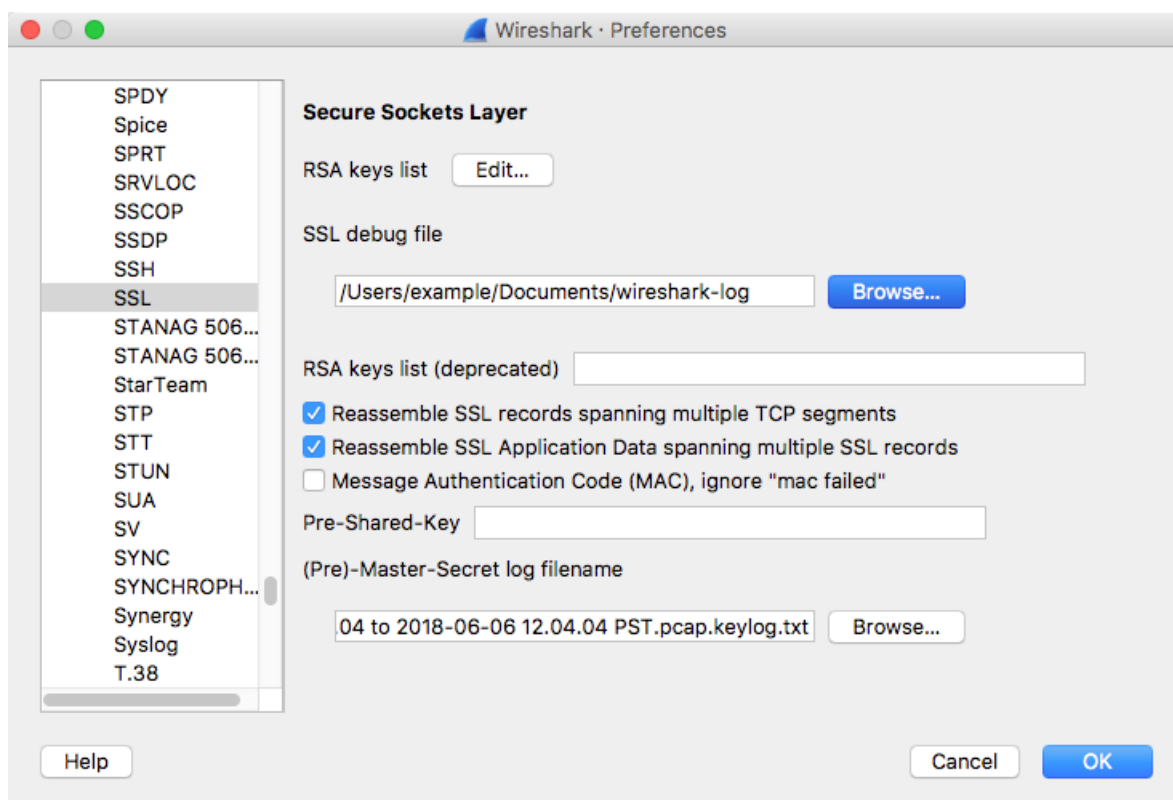 Wireshark · Preferences
SPDY
Spice
SPRT
SRVLOC
SSCOP
SSDP
SSH
SSL
STANAG 506...
STANAG 506...
StarTeam
STP
STT
STUN
SUA
SV
SYNC
SYNCHROPH...
Synergy
Syslog
T.38
Secure Sockets Layer
RSA keys list Edit...
SSL debug file
/Users/example/Documents/wireshark-log Browse...
RSA keys list (deprecated)
Reassemble SSL records spanning multiple TCP segments
Reassemble SSL Application Data spanning multiple SSL records
Message Authentication Code (MAC), ignore "mac failed"
Pre-Shared-Key
(Pre)-Master-Secret log filename
.04 to 2018-06-06 12.04.04 PST.pcap.keylog.txt Browse...
Help Cancel OK